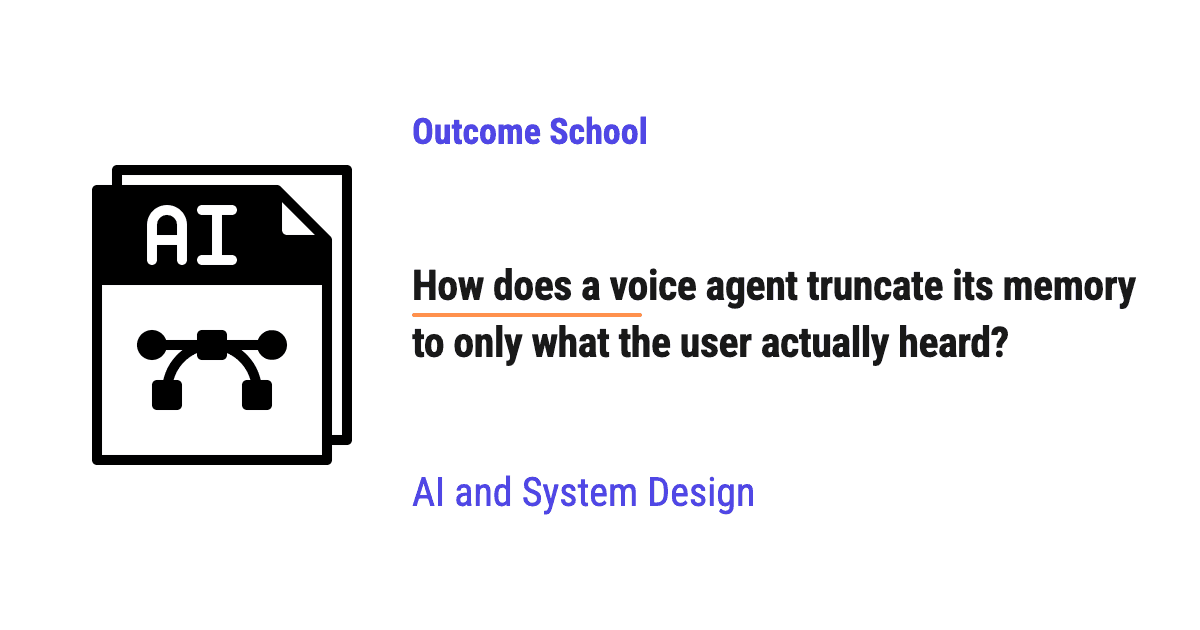 Outcome School
AI
How does a voice agent truncate its memory
to only what the user actually heard?
AI and System Design